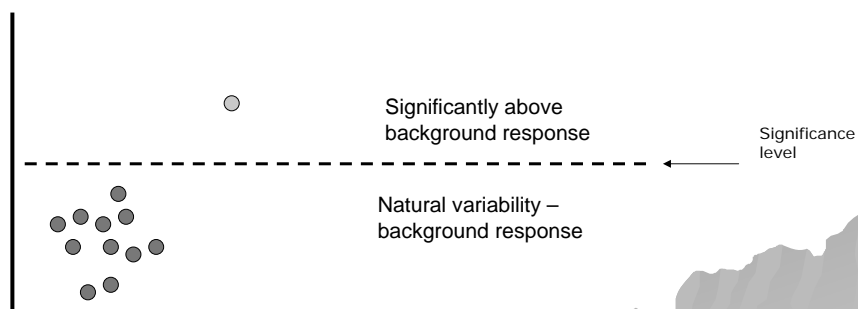 Significantly above
background response
Significance
level
Natural variability –
background response